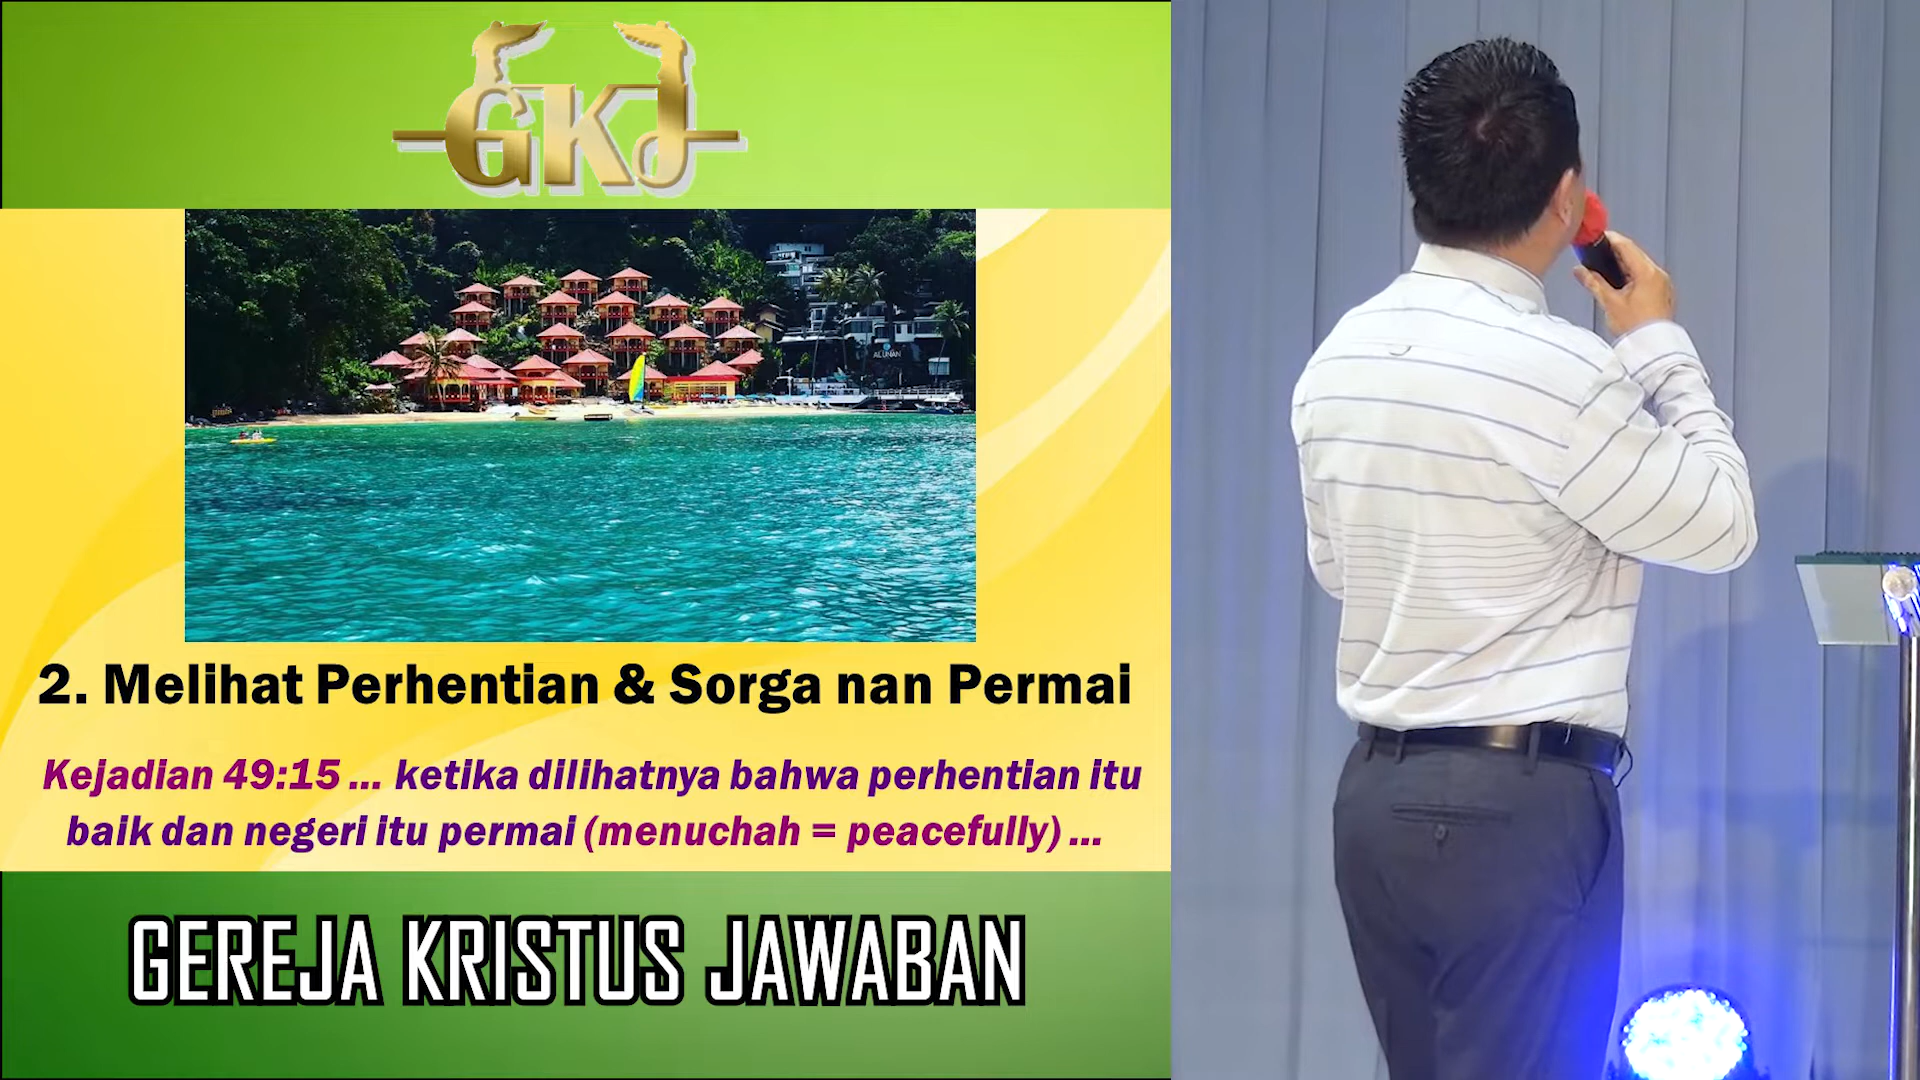 GKJ
ALUNAN
2. Melihat Perhentian & Sorga nan Permai
Kejadian 49:15 ... ketika dilihatnya bahwa perhentian itu
baik dan negeri itu permai (menuchah = peacefully) ...
GEREJA KRISTUS JAWABAN